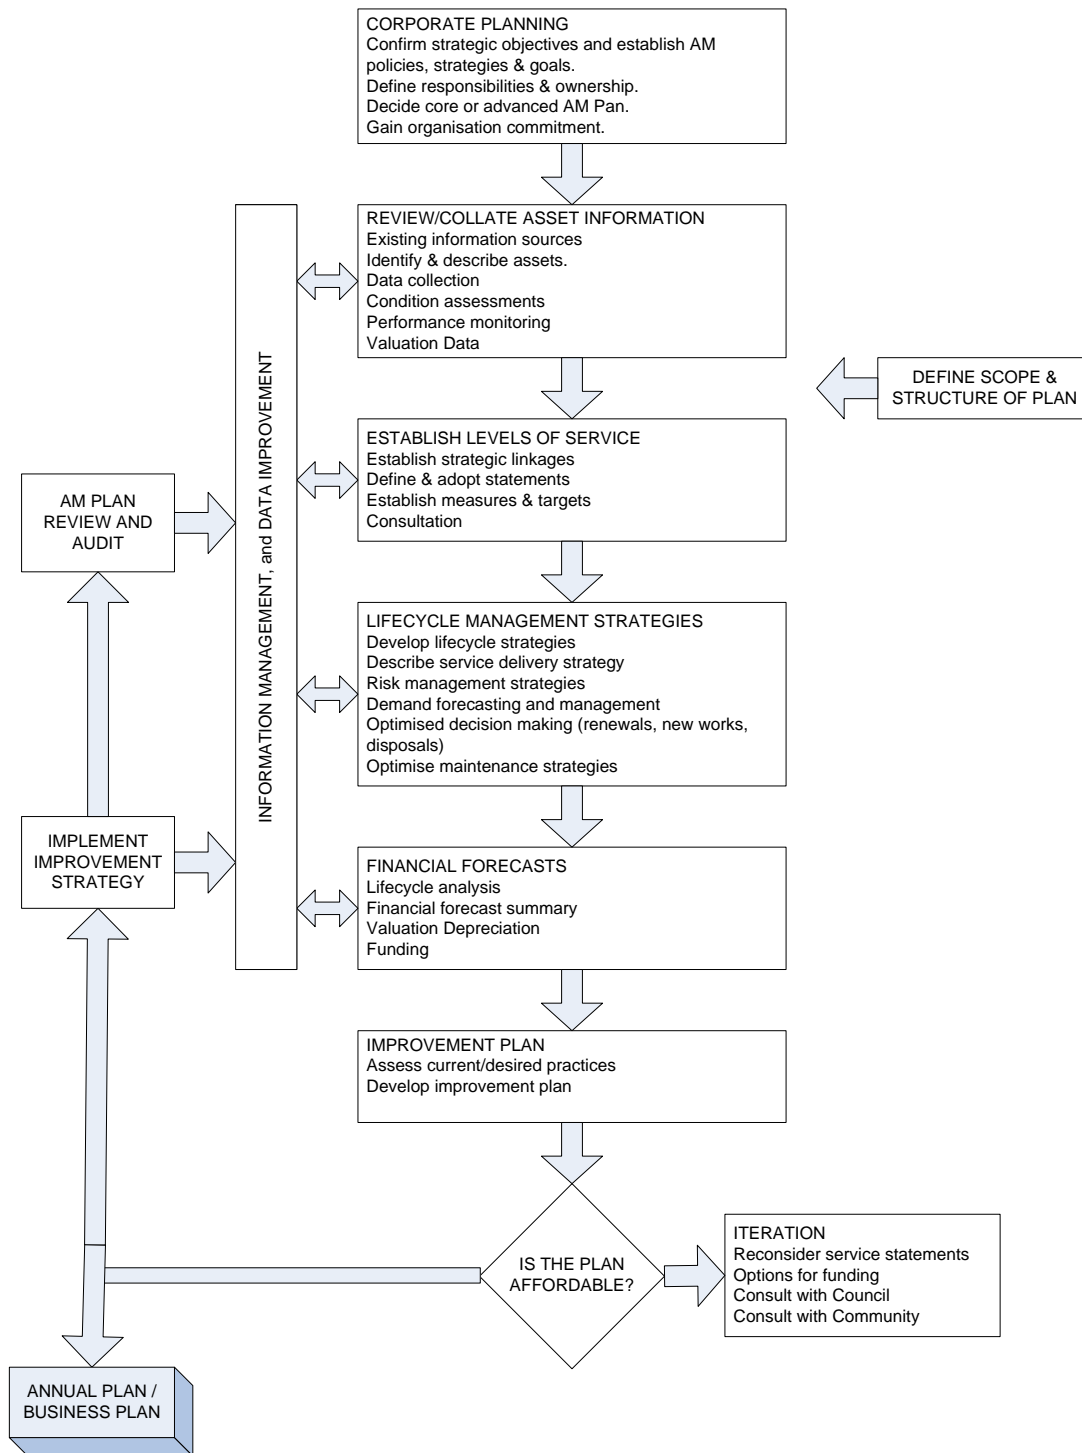 CORPORATE PLANNING
Confirm strategic objectives and establish AM
policies, strategies & goals.
Define responsibilities & ownership.
Decide core or advanced AM Pan.
Gain organisation commitment.
REVIEW/COLLATE ASSET INFORMATION
Existing information sources
Identify & describe assets.
Data collection
Condition assessments
Performance monitoring
Valuation Data
INFORMATION MANAGEMENT, and DATA IMPROVEMENT
DEFINE SCOPE &
STRUCTURE OF PLAN
ESTABLISH LEVELS OF SERVICE
Establish strategic linkages
Define & adopt statements
Establish measures & targets
Consultation
AM PLAN
REVIEW AND
AUDIT
LIFECYCLE MANAGEMENT STRATEGIES
Develop lifecycle strategies
Describe service delivery strategy
Risk management strategies
Demand forecasting and management
Optimised decision making (renewals, new works,
disposals)
Optimise maintenance strategies
IMPLEMENT
IMPROVEMENT
STRATEGY
FINANCIAL FORECASTS
Lifecycle analysis
Financial forecast summary
Valuation Depreciation
Funding
IMPROVEMENT PLAN
Assess current/desired practices
Develop improvement plan
IS THE PLAN
AFFORDABLE?
ITERATION
Reconsider service statements
Options for funding
Consult with Council
Consult with Community
ANNUAL PLAN /
BUSINESS PLAN